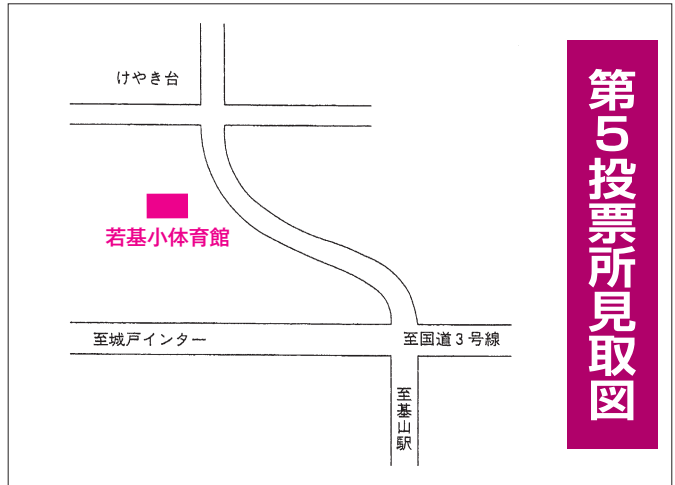 第5投票所見取図
けやき台
若基小体育館
至城戸インター
至国道3号線
至基山駅